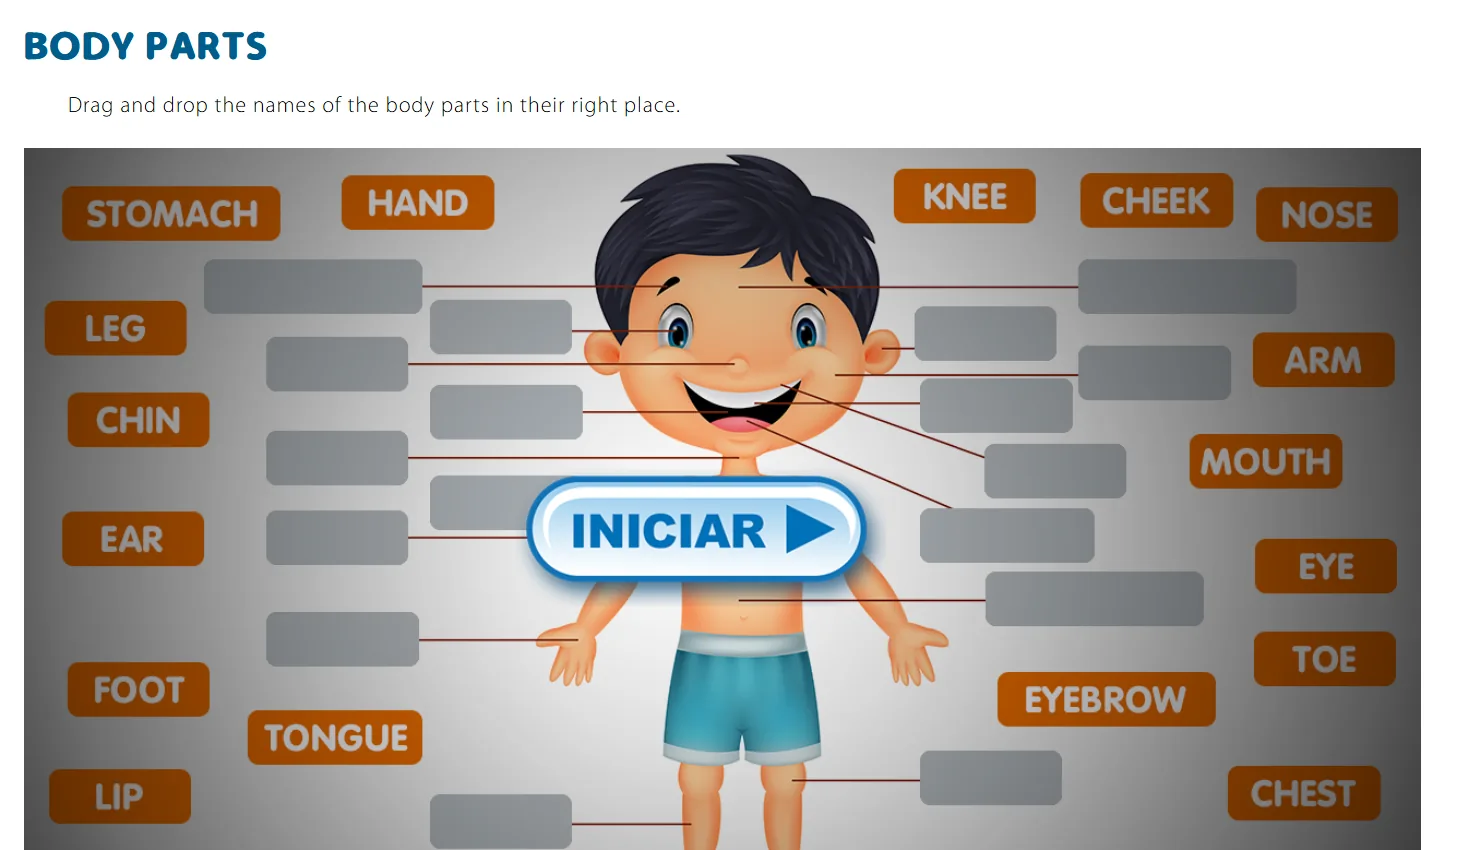 BODY PARTS
Drag and drop the names of the body parts in their right place.
STOMACH
HAND
KNEE
CHEEK
NOSE
LEG
ARM
CHIN
MOUTH
EAR
INICIAR
EYE
TOE
FOOT
EYEBROW
TONGUE
LIP
CHEST